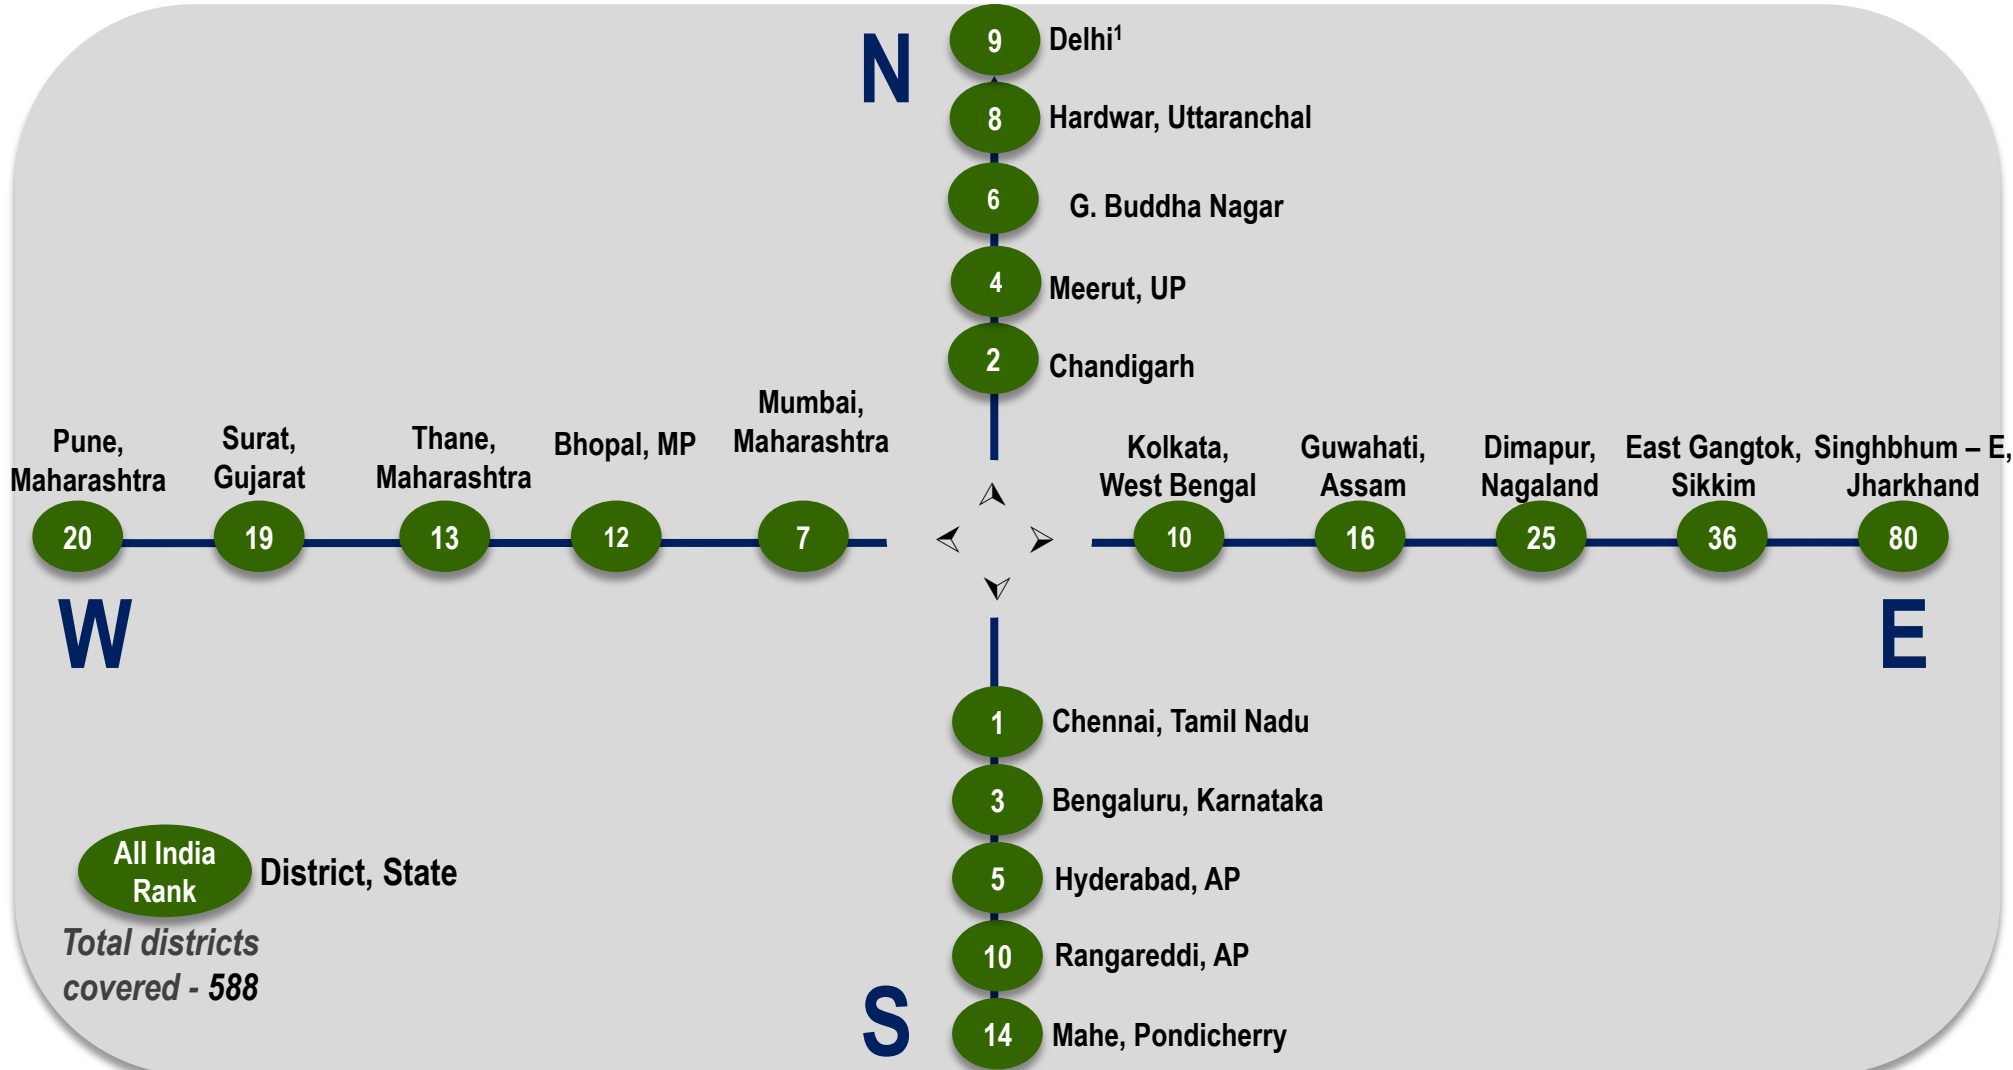 N
9
Delhi¹
8
Hardwar, Uttaranchal
6
G. Buddha Nagar
4
Meerut, UP
2
Chandigarh
Pune,
Maharashtra
20
Surat,
Gujarat
19
Thane,
Maharashtra
13
Bhopal, MP
12
Mumbai,
Maharashtra
7
W
Kolkata,
West Bengal
10
Guwahati,
Assam
16
Dimapur,
Nagaland
25
East Gangtok,
Sikkim
36
Singhbhum – E,
Jharkhand
80
E
1
Chennai, Tamil Nadu
3
Bengaluru, Karnataka
5
Hyderabad, AP
10
Rangareddi, AP
14
Mahe, Pondicherry
S
All India
Rank
District, State
Total districts
covered - 588